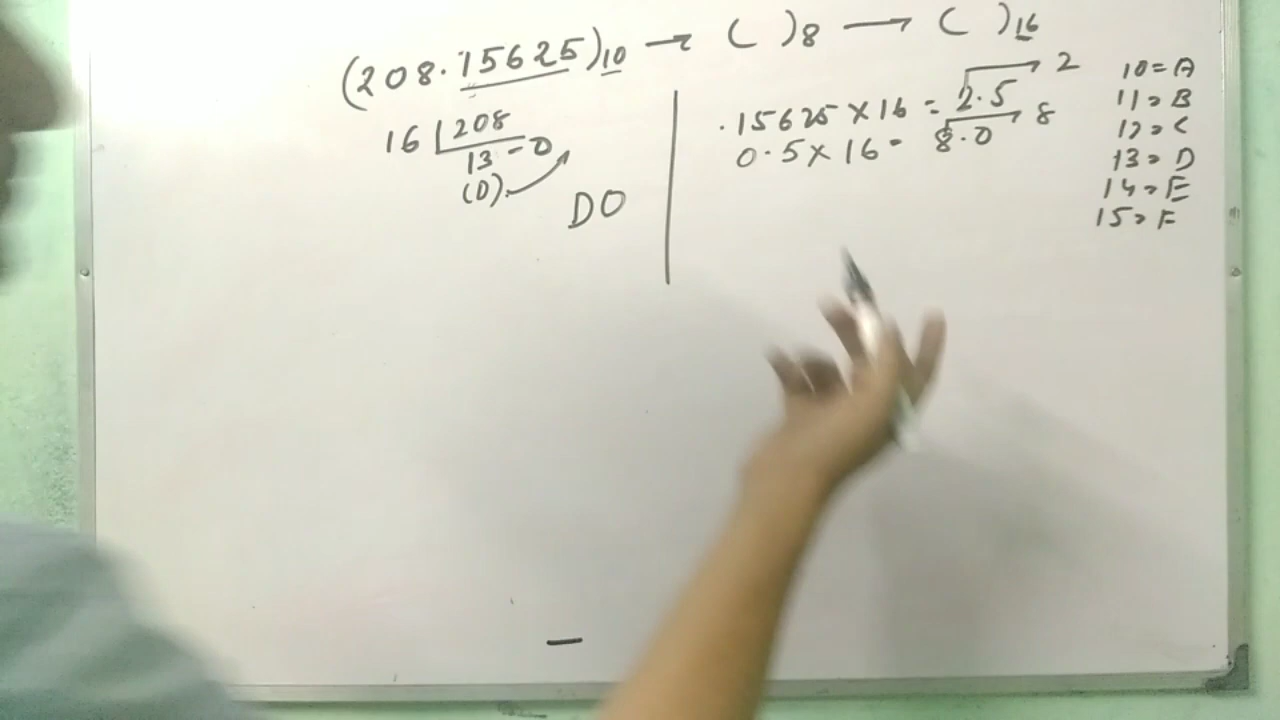 (208.15625)10 → ( )8 → ( )16
16 208
13 - 0
(D)
D0
.15625 × 16 = 2.5 → 2
0.5 × 16 = 8.0 → 8
10 = A
11 = B
12 = C
13 = D
14 = E
15 = F